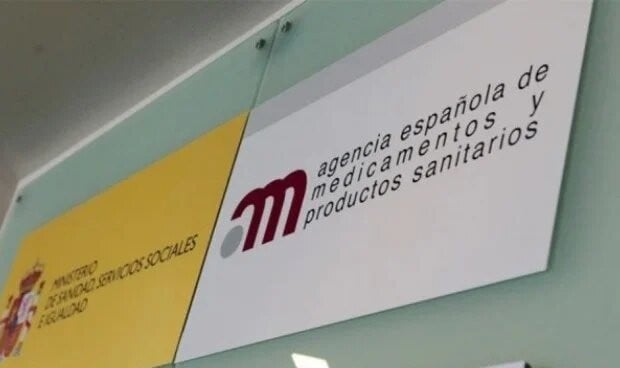 MINISTERIO
DE SANIDAD, SERVICIOS SOCIALES
E IGUALDAD
agencia española de
medicamentos y
productos sanitarios